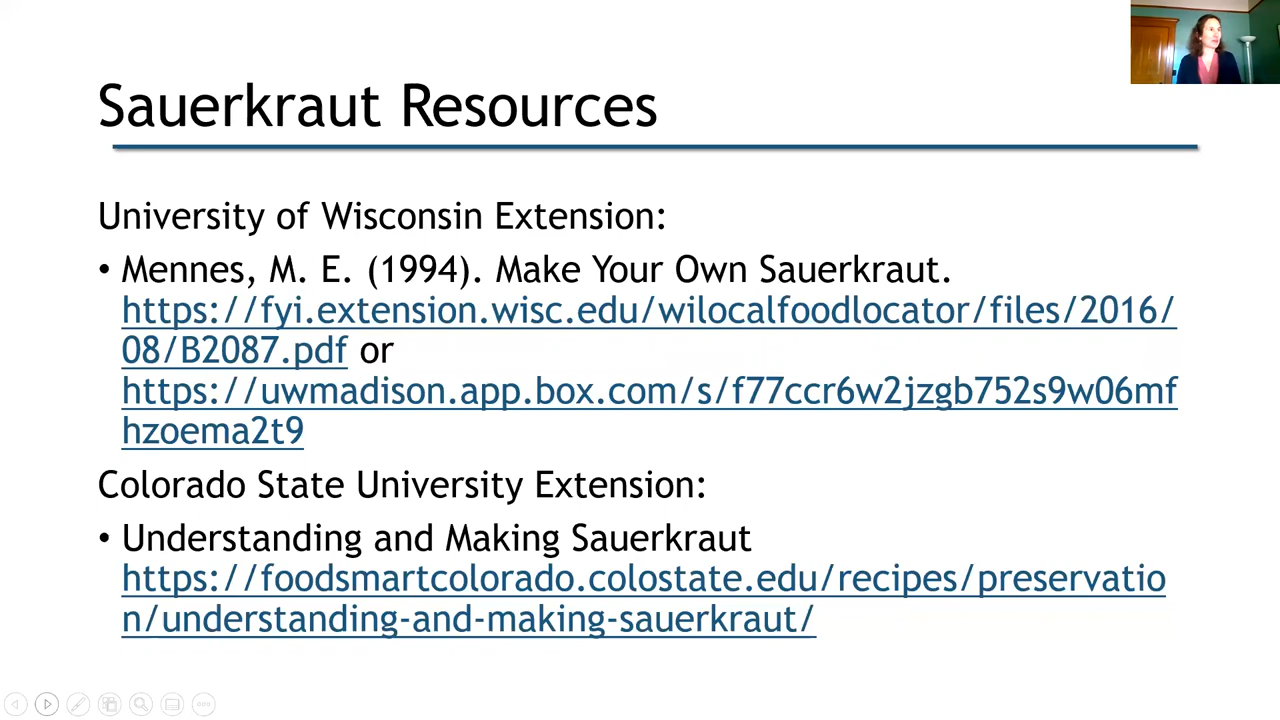 Sauerkraut Resources
University of Wisconsin Extension:
• Mennes, M. E. (1994). Make Your Own Sauerkraut.
https://fyi.extension.wisc.edu/wilocalfoodlocator/files/2016/
08/B2087.pdf or
https://uwmadison.app.box.com/s/f77ccr6w2jzgb752s9w06mf
hzoema2t9
Colorado State University Extension:
• Understanding and Making Sauerkraut
https://foodsmartcolorado.colostate.edu/recipes/preservatio
n/understanding-and-making-sauerkraut/